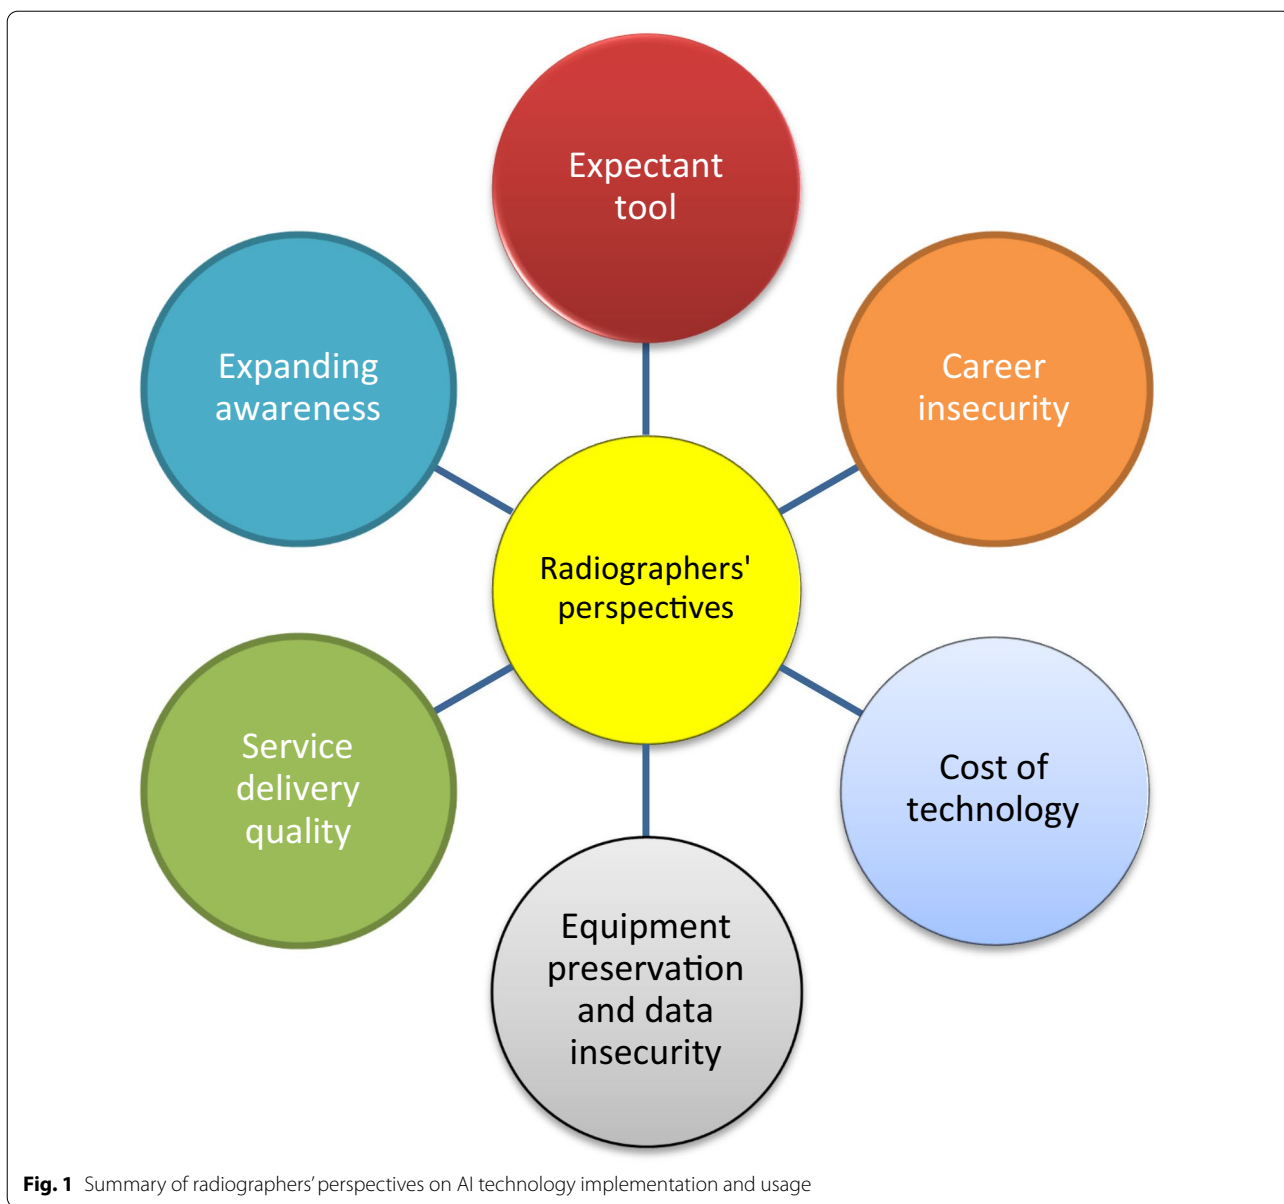 Expectant
tool
Expanding
awareness
Career
insecurity
Radiographers'
perspectives
Service
delivery
quality
Cost of
technology
Equipment
preservation
and data
insecurity
Fig. 1 Summary of radiographers' perspectives on AI technology implementation and usage